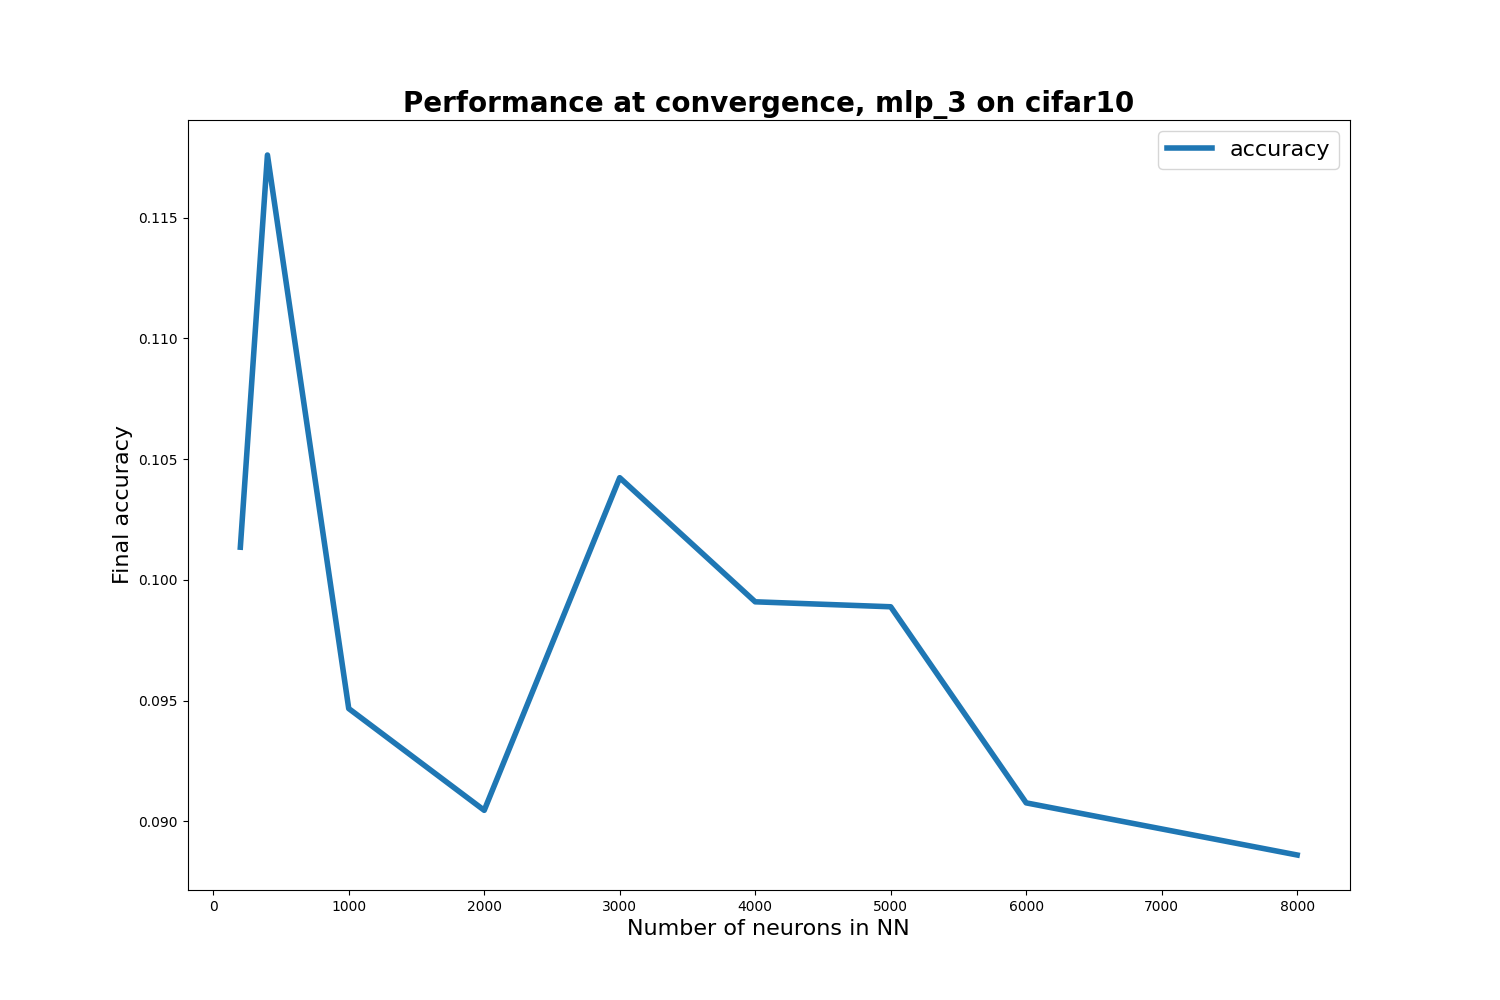 Performance at convergence, mlp_3 on cifar10
accuracy
Final accuracy
0.115
0.110
0.105
0.100
0.095
0.090
0 1000 2000 3000 4000 5000 6000 7000 8000
Number of neurons in NN